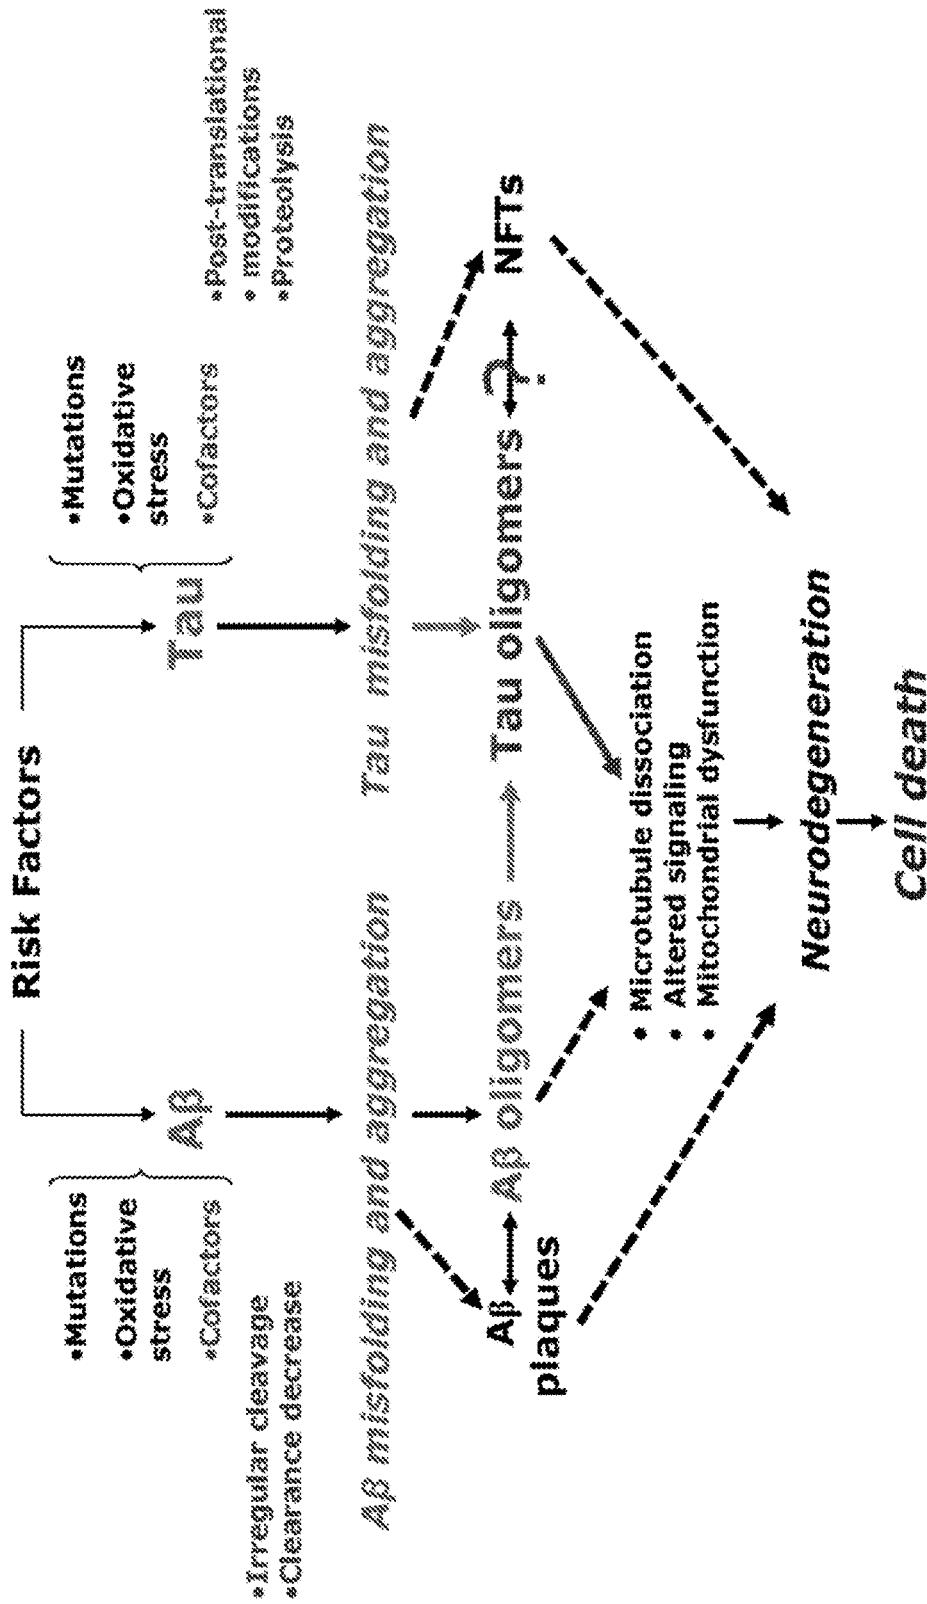 Risk Factors
•Mutations
•Oxidative
stress
•Cofactors
Aβ
Tau
•Mutations
•Oxidative
stress
•Cofactors
•Irregular cleavage
•Clearance decrease
•Post-translational
• modifications
•Proteolysis
Aβ misfolding and aggregation
Tau misfolding and aggregation
Aβ
plaques
Aβ oligomers
Tau oligomers
?
NFTs
• Microtubule dissociation
• Altered signaling
• Mitochondrial dysfunction
Neurodegeneration
Cell death